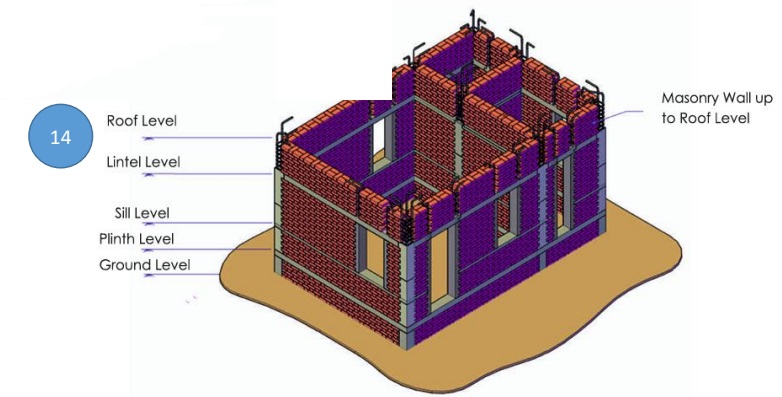 14
Roof Level
Lintel Level
Sill Level
Plinth Level
Ground Level
Masonry Wall up
to Roof Level